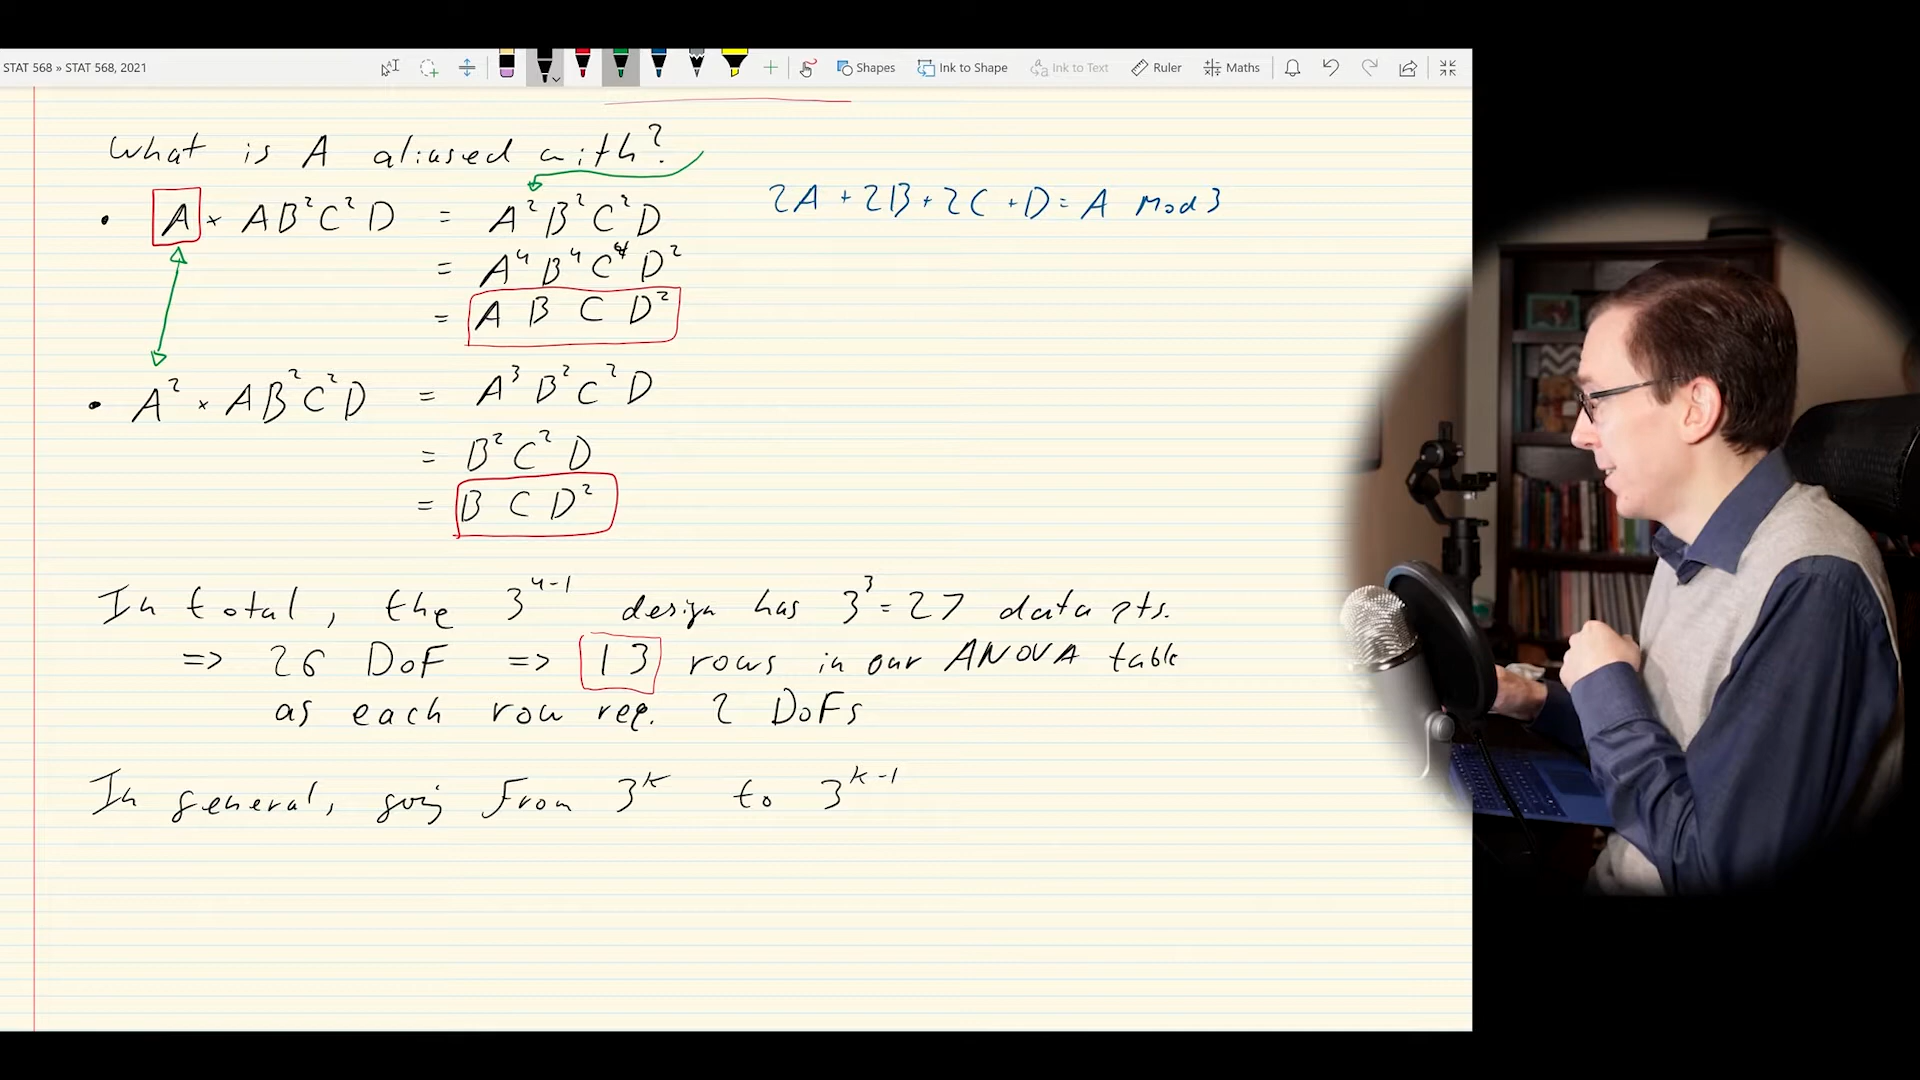 STAT 568 » STAT 568, 2021
Shapes Ink to Shape Ink to Text Ruler Maths
What is A aliased with?
• A × AB²C²D = A²B²C²D
2A + 2B + 2C + D = A mod 3
= A⁴B⁴C⁴D²
= A B C D²
• A² × AB²C²D = A³B²C²D
= B²C²D
= B C D²
In total, the 3⁴⁻¹ design has 3³ = 27 data pts.
=> 26 DoF => 13 rows in our ANOVA table
as each row req. 2 DoFs
In general, going from 3ᵏ to 3ᵏ⁻¹